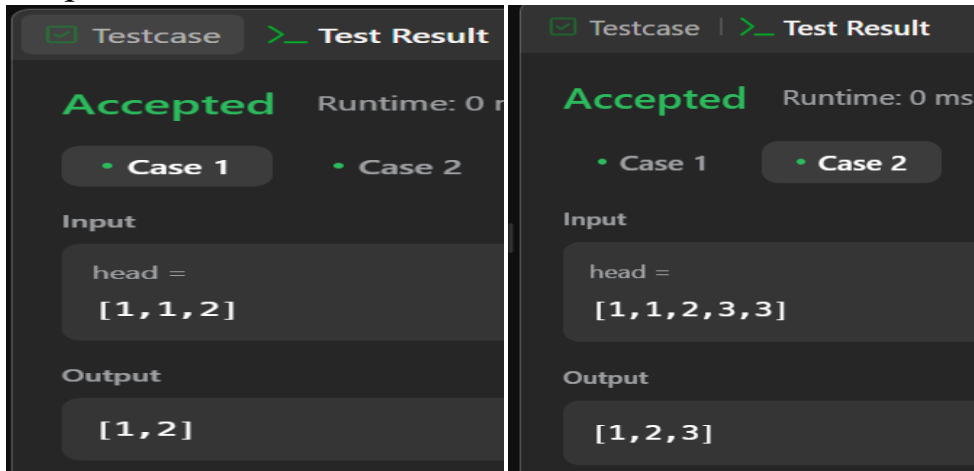 Testcase >_ Test Result
Accepted Runtime: 0
• Case 1 • Case 2
Input
head =
[1,1,2]
Output
[1,2]
Testcase | >_ Test Result
Accepted Runtime: 0 ms
• Case 1 • Case 2
Input
head =
[1,1,2,3,3]
Output
[1,2,3]